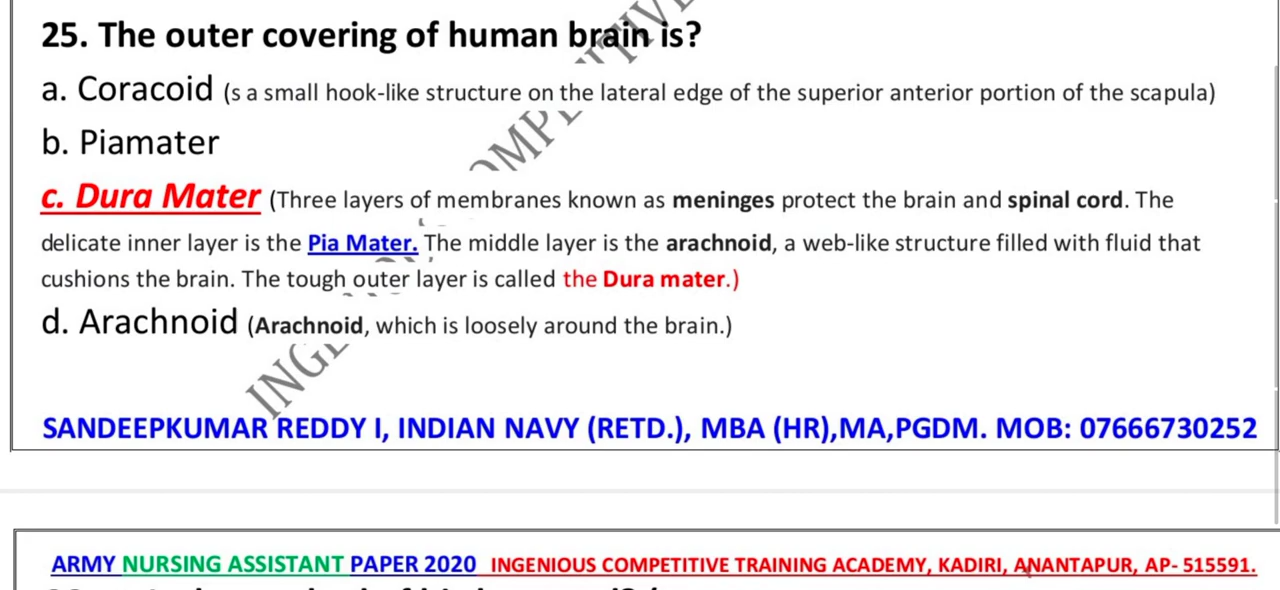 25. The outer covering of human brain is?
a. Coracoid (s a small hook-like structure on the lateral edge of the superior anterior portion of the scapula)
b. Piamater
c. Dura Mater (Three layers of membranes known as meninges protect the brain and spinal cord. The
delicate inner layer is the Pia Mater. The middle layer is the arachnoid, a web-like structure filled with fluid that
cushions the brain. The tough outer layer is called the Dura mater.)
d. Arachnoid (Arachnoid, which is loosely around the brain.)
SANDEEPKUMAR REDDY I, INDIAN NAVY (RETD.), MBA (HR),MA,PGDM. MOB: 07666730252
ARMY NURSING ASSISTANT PAPER 2020 INGENIOUS COMPETITIVE TRAINING ACADEMY, KADIRI, ANANTAPUR, AP- 515591.